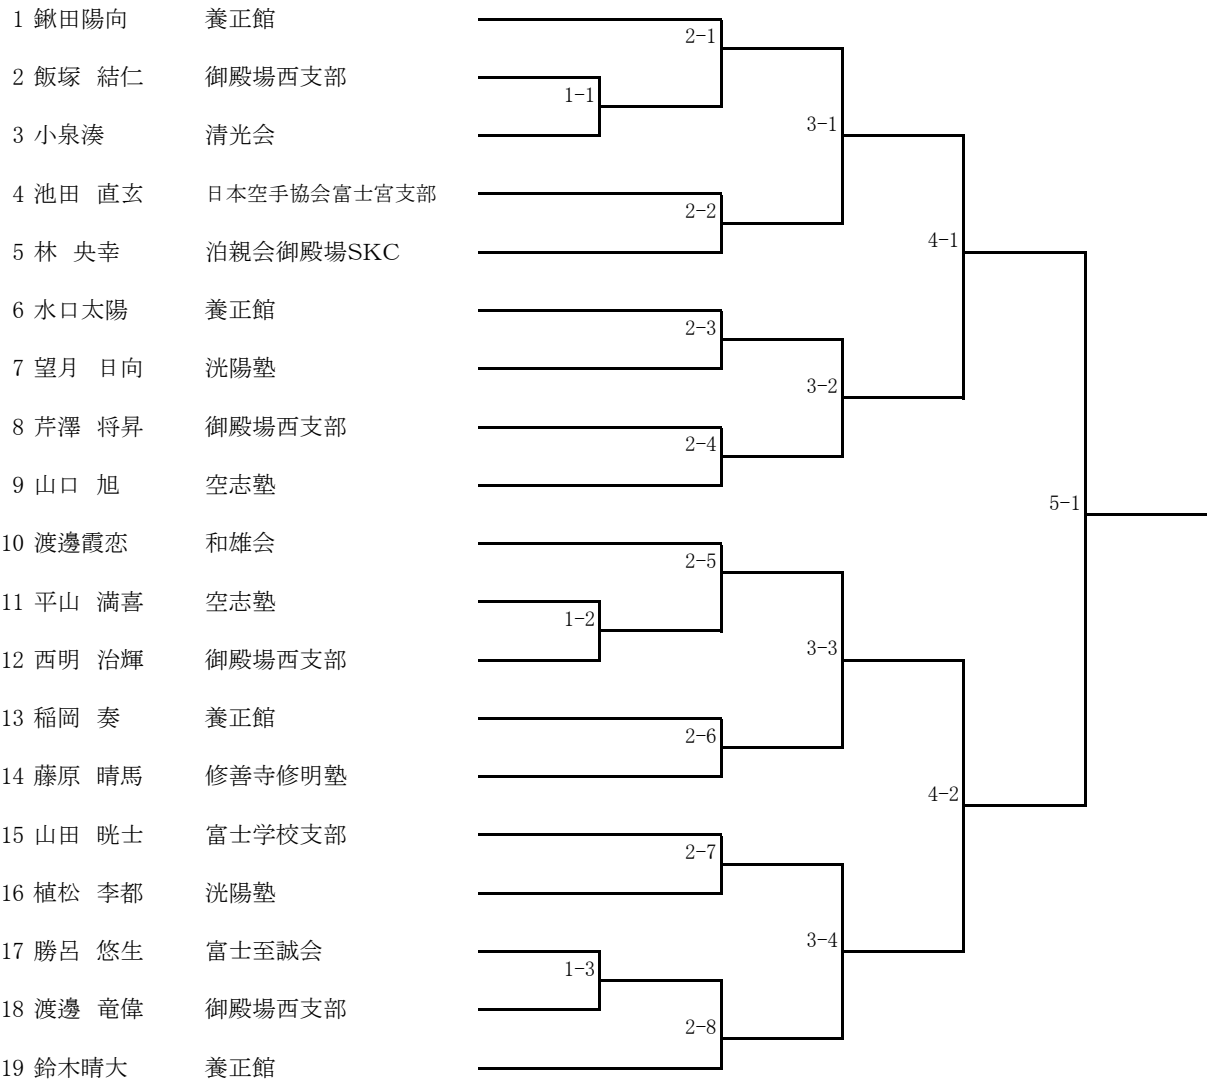 1 鍬田陽向 養正館
2-1
2 飯塚 結仁 御殿場西支部
1-1
3 小泉湊 清光会
3-1
4 池田 直玄 日本空手協会富士宮支部
2-2
5 林 央幸 泊親会御殿場SKC
4-1
6 水口太陽 養正館
2-3
7 望月 日向 洸陽塾
3-2
8 芹澤 将昇 御殿場西支部
2-4
9 山口 旭 空志塾
5-1
10 渡邊霞恋 和雄会
2-5
11 平山 満喜 空志塾
1-2
12 西明 治輝 御殿場西支部
3-3
13 稲岡 奏 養正館
2-6
14 藤原 晴馬 修善寺修明塾
4-2
15 山田 晄士 富士学校支部
2-7
16 植松 李都 洸陽塾
3-4
17 勝呂 悠生 富士至誠会
1-3
18 渡邊 竜偉 御殿場西支部
2-8
19 鈴木晴大 養正館